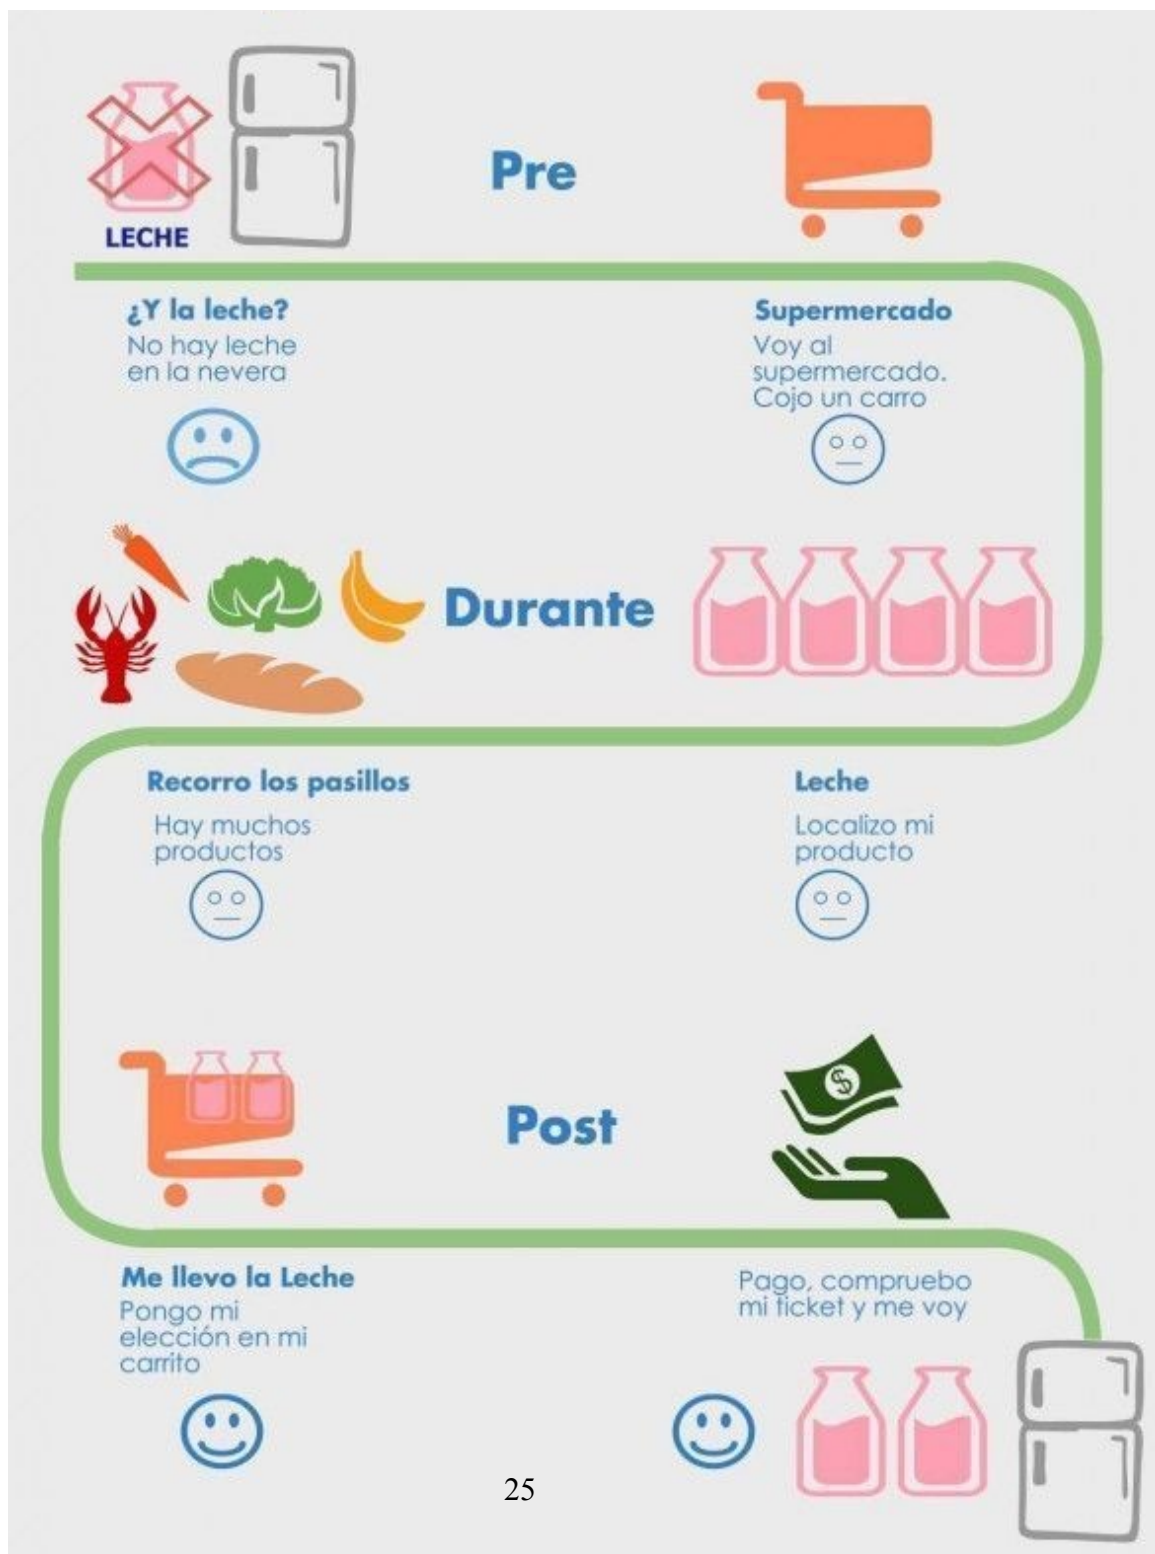 LECHE
Pre
¿Y la leche?
No hay leche
en la nevera
Supermercado
Voy al
supermercado.
Cojo un carro
Durante
Recorro los pasillos
Hay muchos
productos
Leche
Localizo mi
producto
$
Post
Me llevo la Leche
Pongo mi
elección en mi
carrito
Pago, compruebo
mi ticket y me voy
25